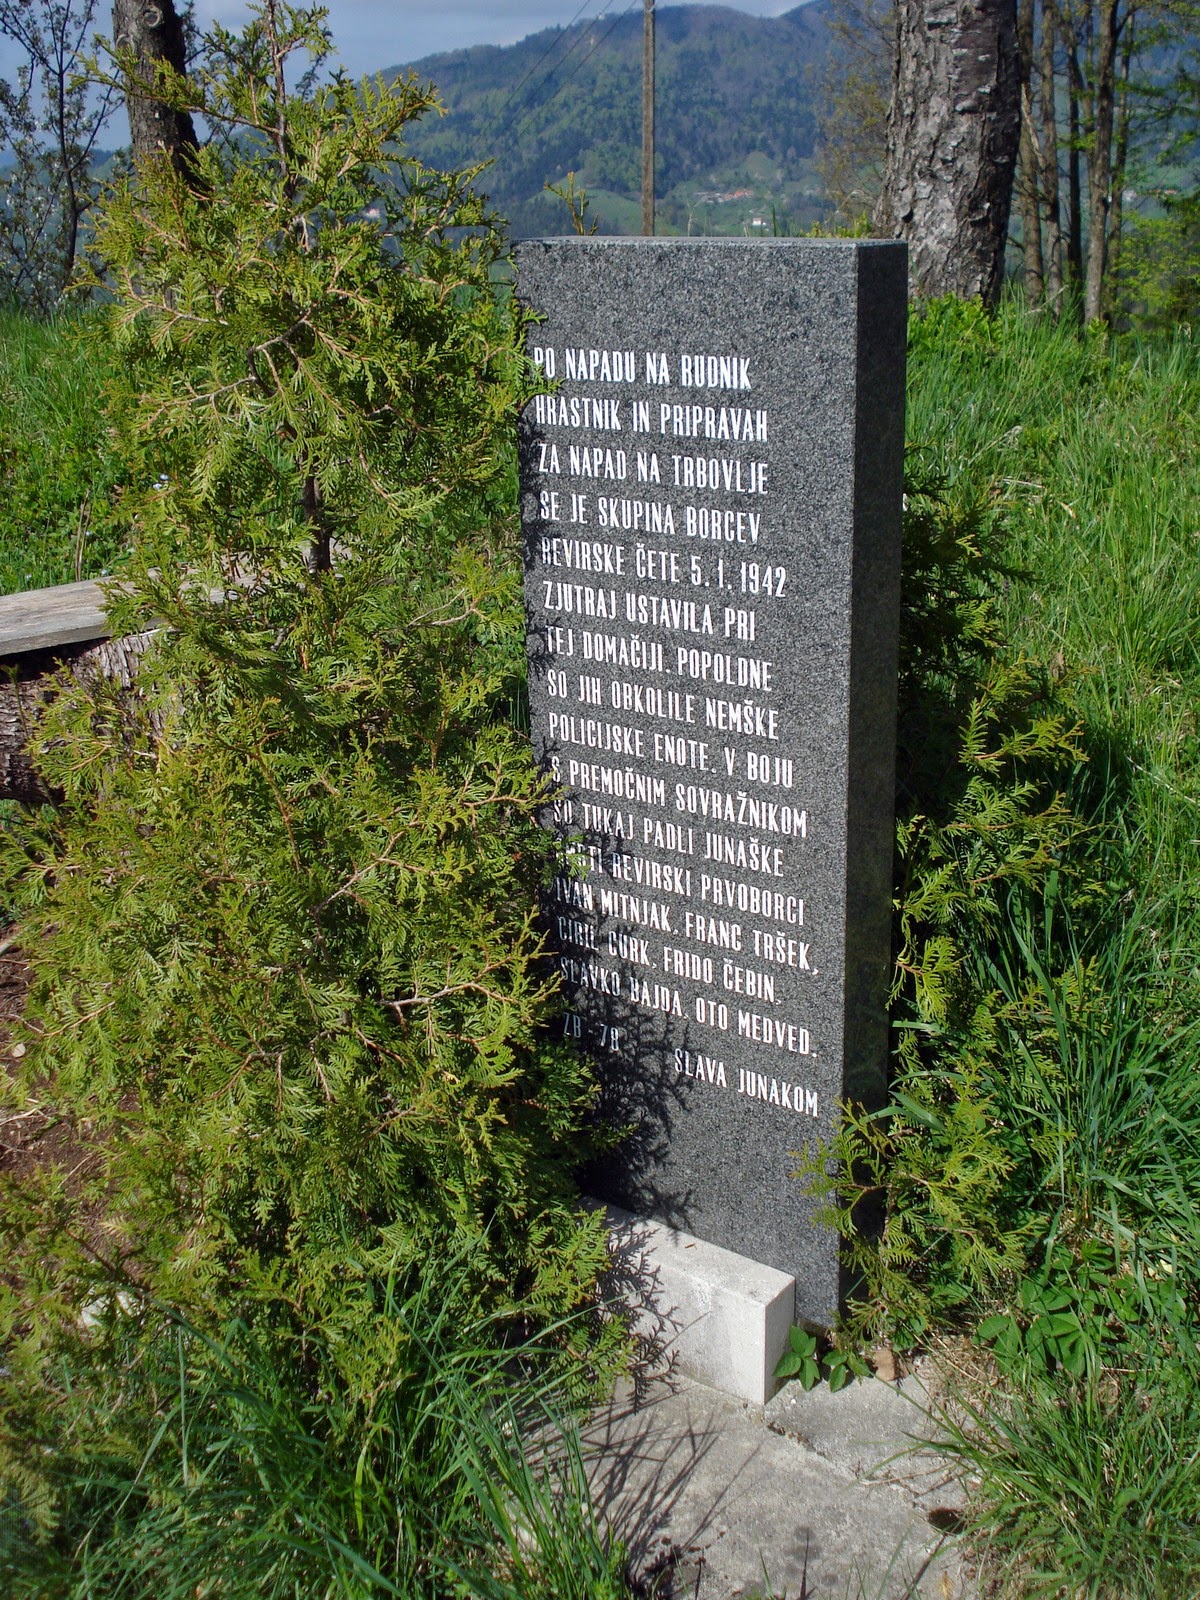 PO NAPADU NA RUDNIK
HRASTNIK IN PRIPRAVAH
ZA NAPAD NA TRBOVLJE
SE JE SKUPINA BORCEV
REVIRSKE ČETE 5. 1. 1942
ZJUTRAJ USTAVILA PRI
TEJ DOMAČIJI. POPOLDNE
SO JIH OBKOLILE NEMŠKE
POLICIJSKE ENOTE. V BOJU
S PREMOČNIM SOVRAŽNIKOM
SO TUKAJ PADLI JUNAŠKE
SMRTI REVIRSKI PRVOBORCI
IVAN MITNJAK, FRANC TRŠEK,
CIRIL CURK, FRIDO ČEBIN,
SLAVKO BAJDA, OTO MEDVED.
ZB - 78 SLAVA JUNAKOM